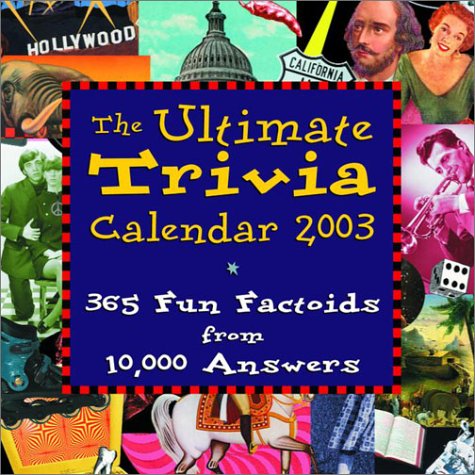 HOLLYWOOD
CALIFORNIA
The Ultimate
Trivia
Calendar 2003
365 Fun Factoids
from
10,000 Answers